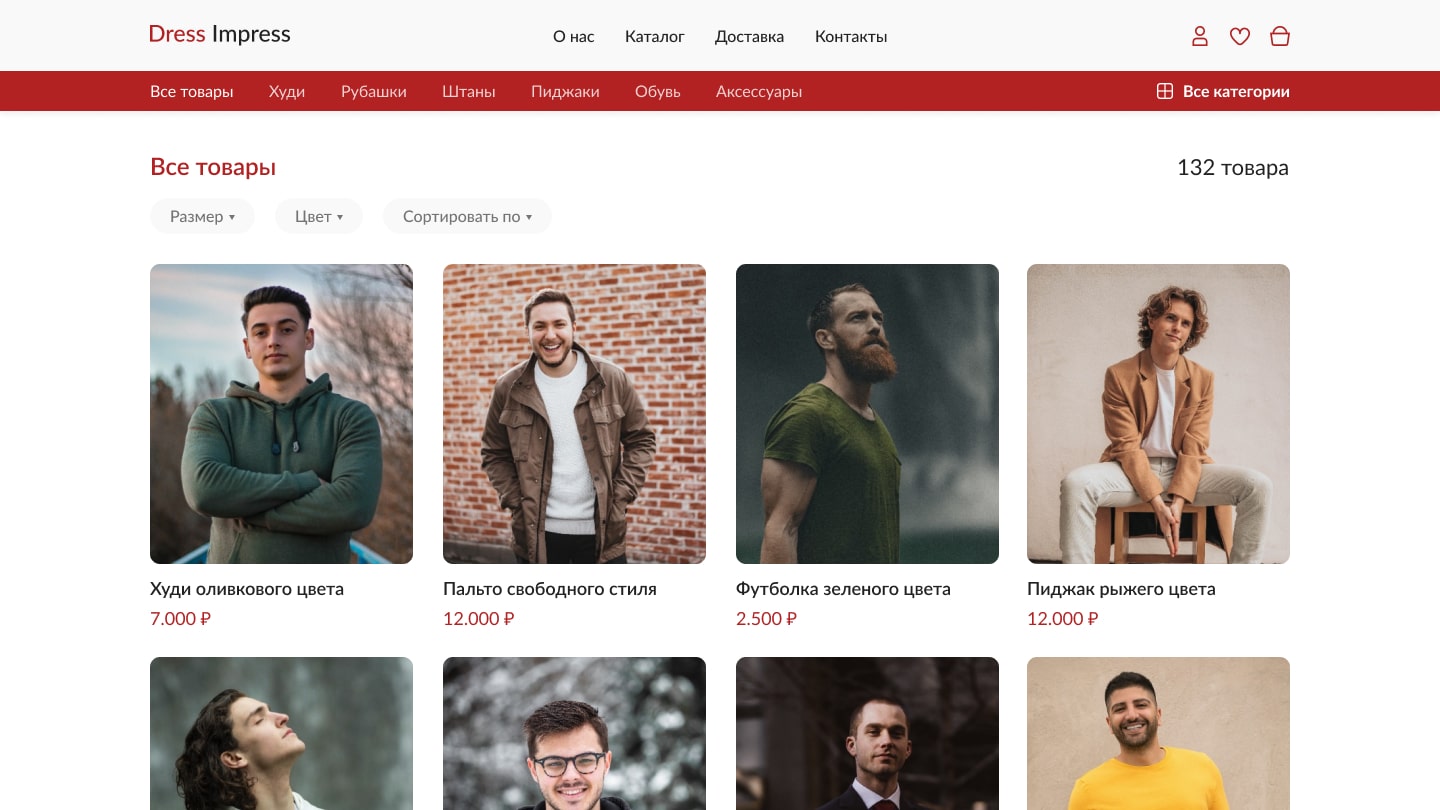 Dress Impress
О нас Каталог Доставка Контакты
Все товары Худи Рубашки Штаны Пиджаки Обувь Аксессуары Все категории
Все товары 132 товара
Размер ▾ Цвет ▾ Сортировать по ▾
Худи оливкового цвета Пальто свободного стиля Футболка зеленого цвета Пиджак рыжего цвета
7.000 ₽ 12.000 ₽ 2.500 ₽ 12.000 ₽